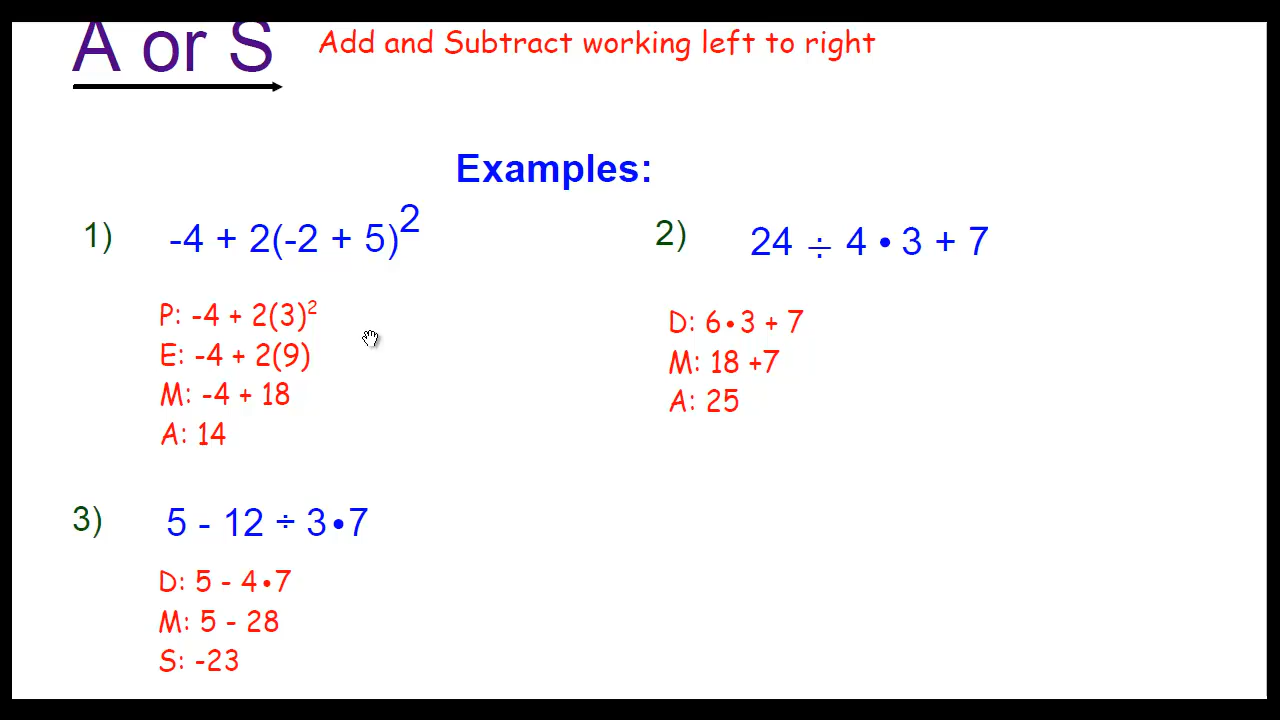 A or S
Add and Subtract working left to right
Examples:
1) -4 + 2(-2 + 5)²
P: -4 + 2(3)²
E: -4 + 2(9)
M: -4 + 18
A: 14
2) 24 ÷ 4 • 3 + 7
D: 6•3 + 7
M: 18 +7
A: 25
3) 5 - 12 ÷ 3•7
D: 5 - 4•7
M: 5 - 28
S: -23